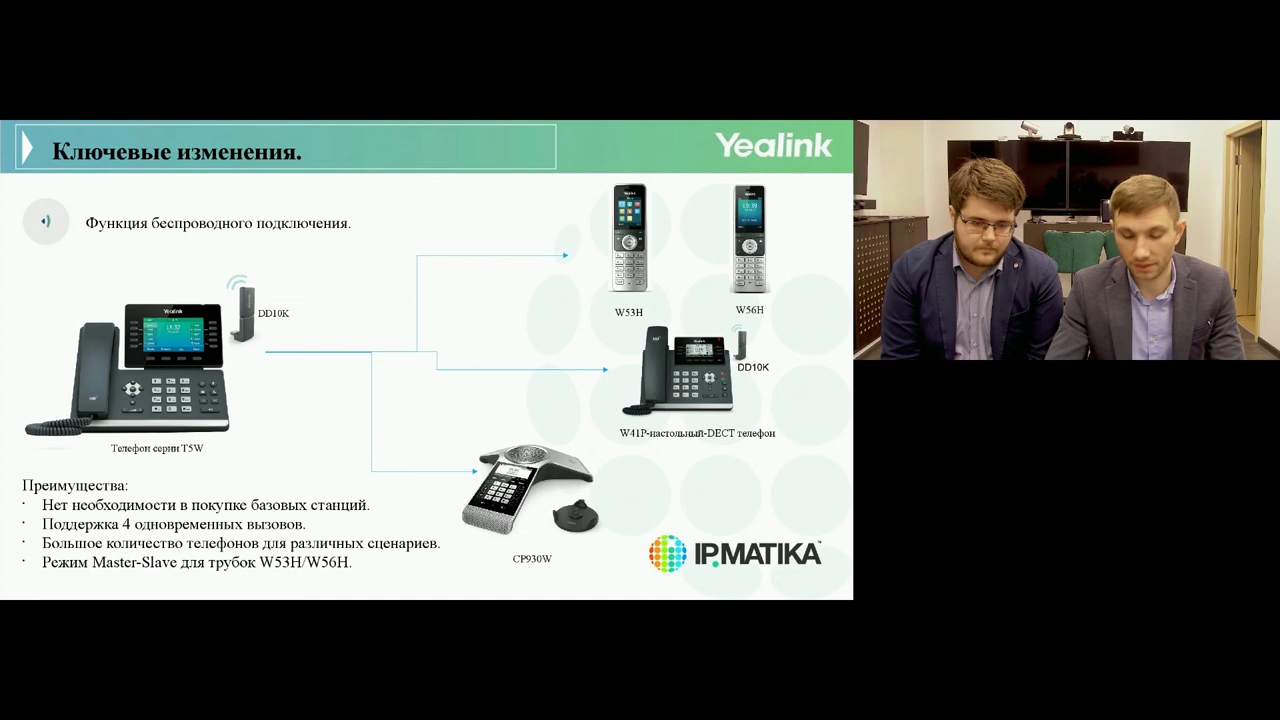 Ключевые изменения.
Yealink
Функция беспроводного подключения.
DD10K
W53H
W56H
DD10K
Телефон серии T5W
W41P-настольный-DECT телефон
Преимущества:
· Нет необходимости в покупке базовых станций.
· Поддержка 4 одновременных вызовов.
· Большое количество телефонов для различных сценариев.
· Режим Master-Slave для трубок W53H/W56H.
CP930W
IPMATIKA™